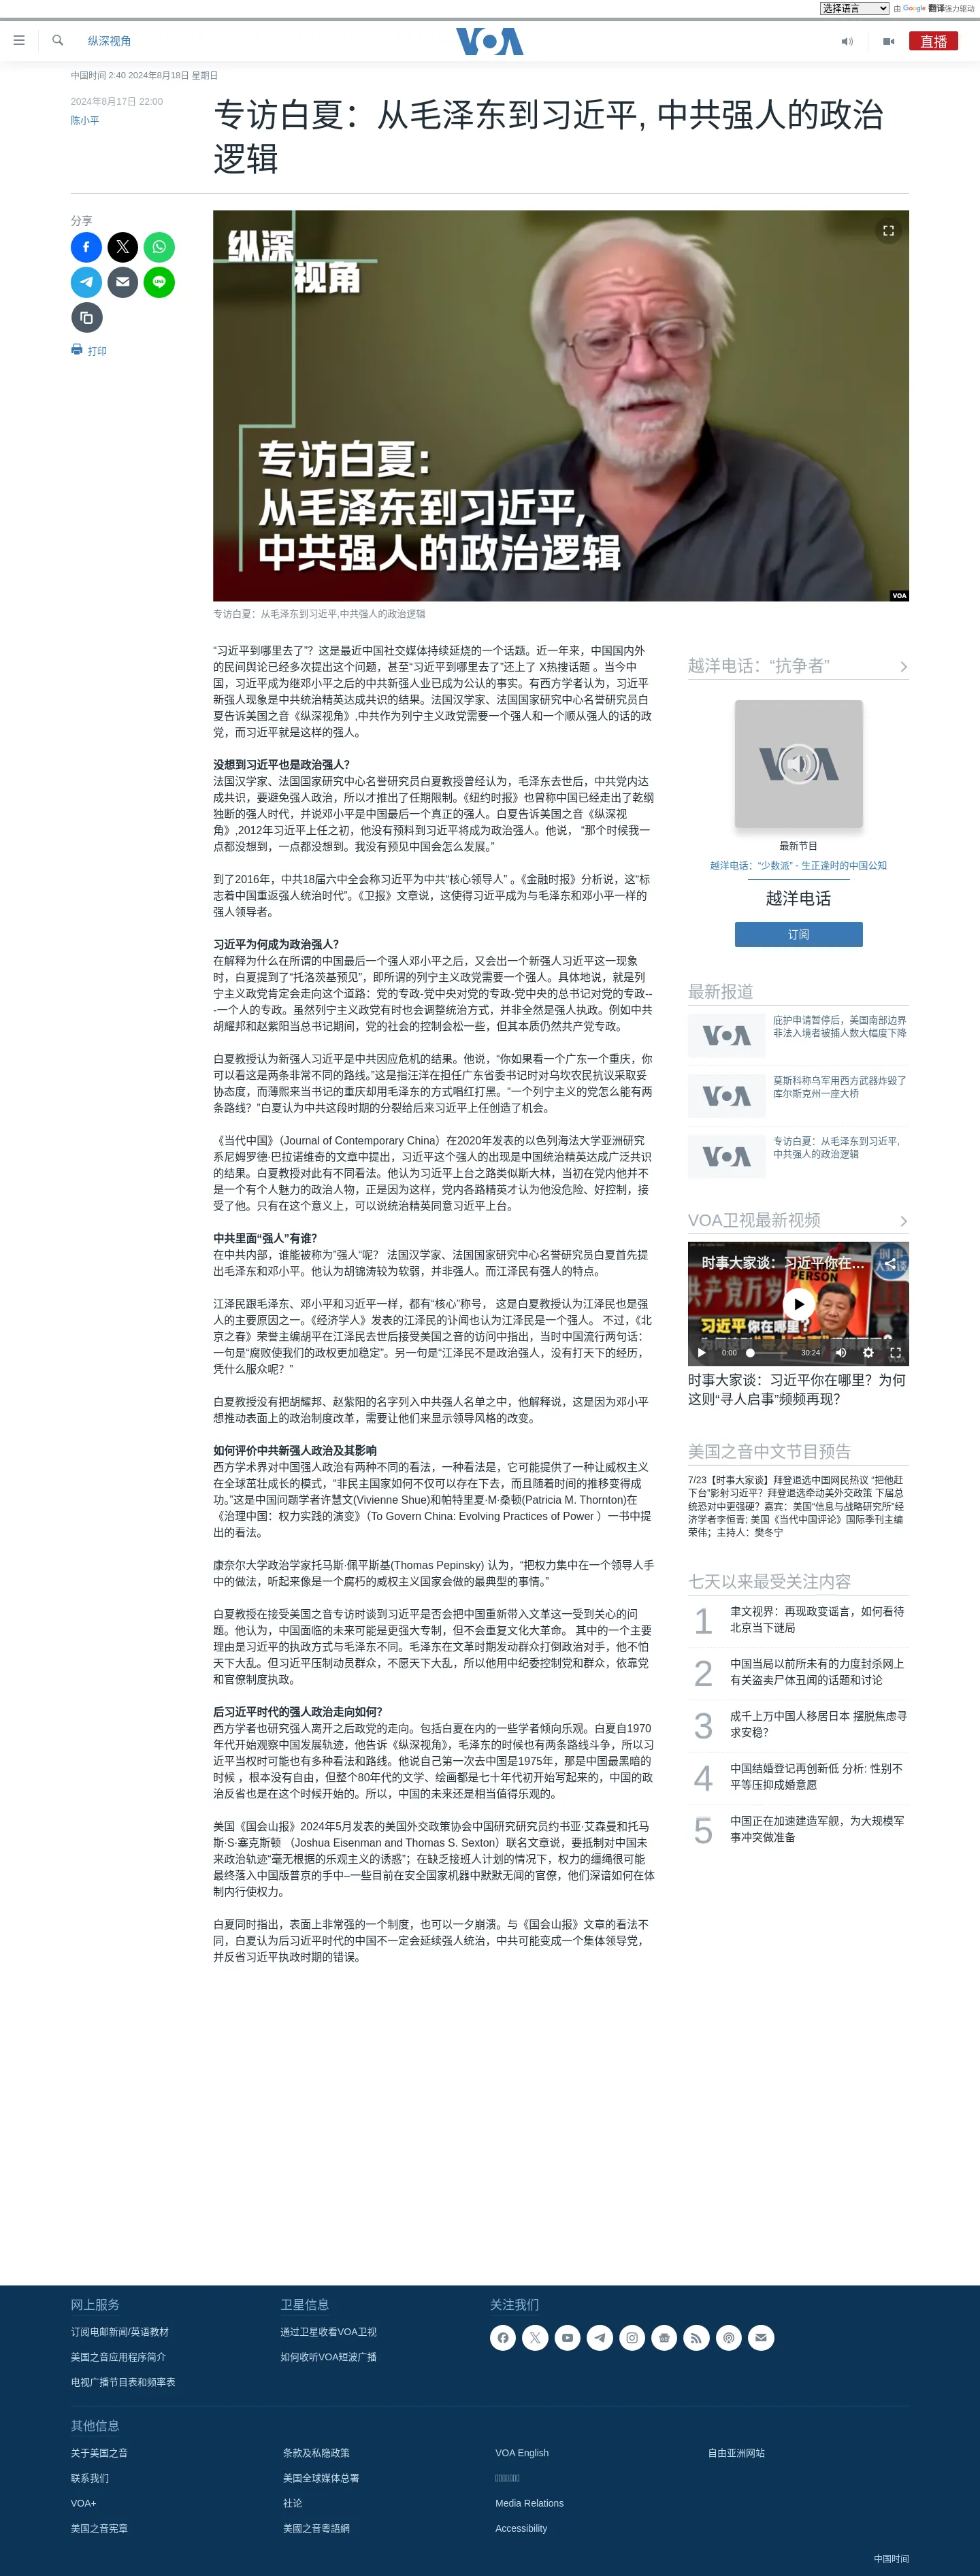 选择语言
由 Google 翻译强力驱动
纵深视角
VOA
直播
中国时间 2:40 2024年8月18日 星期日
2024年8月17日 22:00
陈小平
专访白夏：从毛泽东到习近平, 中共强人的政治
逻辑
分享
打印
纵深
视角
专访白夏：
从毛泽东到习近平,
中共强人的政治逻辑
VOA
专访白夏：从毛泽东到习近平,中共强人的政治逻辑
“习近平到哪里去了”？这是最近中国社交媒体持续延烧的一个话题。近一年来，中国国内外
的民间舆论已经多次提出这个问题，甚至“习近平到哪里去了”还上了 X热搜话题 。当今中
国，习近平成为继邓小平之后的中共新强人业已成为公认的事实。有西方学者认为，习近平
新强人现象是中共统治精英达成共识的结果。法国汉学家、法国国家研究中心名誉研究员白
夏告诉美国之音《纵深视角》,中共作为列宁主义政党需要一个强人和一个顺从强人的话的政
党，而习近平就是这样的强人。
没想到习近平也是政治强人？
法国汉学家、法国国家研究中心名誉研究员白夏教授曾经认为，毛泽东去世后，中共党内达
成共识，要避免强人政治，所以才推出了任期限制。《纽约时报》也曾称中国已经走出了乾纲
独断的强人时代，并说邓小平是中国最后一个真正的强人。白夏告诉美国之音《纵深视
角》,2012年习近平上任之初，他没有预料到习近平将成为政治强人。他说， “那个时候我一
点都没想到，一点都没想到。我没有预见中国会怎么发展。”
到了2016年，中共18届六中全会称习近平为中共“核心领导人” 。《金融时报》分析说，这“标
志着中国重返强人统治时代”。《卫报》文章说，这使得习近平成为与毛泽东和邓小平一样的
强人领导者。
习近平为何成为政治强人？
在解释为什么在所谓的中国最后一个强人邓小平之后，又会出一个新强人习近平这一现象
时，白夏提到了“托洛茨基预见”，即所谓的列宁主义政党需要一个强人。具体地说，就是列
宁主义政党肯定会走向这个道路：党的专政-党中央对党的专政-党中央的总书记对党的专政--
-一个人的专政。虽然列宁主义政党有时也会调整统治方式，并非全然是强人执政。例如中共
胡耀邦和赵紫阳当总书记期间，党的社会的控制会松一些，但其本质仍然共产党专政。
白夏教授认为新强人习近平是中共因应危机的结果。他说，“你如果看一个广东一个重庆，你
可以看这是两条非常不同的路线。”这是指汪洋在担任广东省委书记时对乌坎农民抗议采取妥
协态度，而薄熙来当书记的重庆却用毛泽东的方式唱红打黑。“一个列宁主义的党怎么能有两
条路线？”白夏认为中共这段时期的分裂给后来习近平上任创造了机会。
《当代中国》（Journal of Contemporary China）在2020年发表的以色列海法大学亚洲研究
系尼姆罗德·巴拉诺维奇的文章中提出，习近平这个强人的出现是中国统治精英达成广泛共识
的结果。白夏教授对此有不同看法。他认为习近平上台之路类似斯大林，当初在党内他并不
是一个有个人魅力的政治人物，正是因为这样，党内各路精英才认为他没危险、好控制，接
受了他。只有在这个意义上，可以说统治精英同意习近平上台。
中共里面“强人”有谁？
在中共内部，谁能被称为”强人“呢？ 法国汉学家、法国国家研究中心名誉研究员白夏首先提
出毛泽东和邓小平。他认为胡锦涛较为软弱，并非强人。而江泽民有强人的特点。
江泽民跟毛泽东、邓小平和习近平一样，都有“核心”称号， 这是白夏教授认为江泽民也是强
人的主要原因之一。《经济学人》发表的江泽民的讣闻也认为江泽民是一个强人。 不过，《北
京之春》荣誉主编胡平在江泽民去世后接受美国之音的访问中指出，当时中国流行两句话：
一句是“腐败使我们的政权更加稳定”。另一句是“江泽民不是政治强人，没有打天下的经历，
凭什么服众呢？”
白夏教授没有把胡耀邦、赵紫阳的名字列入中共强人名单之中，他解释说，这是因为邓小平
想推动表面上的政治制度改革，需要让他们来显示领导风格的改变。
如何评价中共新强人政治及其影响
西方学术界对中国强人政治有两种不同的看法，一种看法是，它可能提供了一种让威权主义
在全球茁壮成长的模式，“非民主国家如何不仅可以存在下去，而且随着时间的推移变得成
功。”这是中国问题学者许慧文(Vivienne Shue)和帕特里夏·M·桑顿(Patricia M. Thornton)在
《治理中国：权力实践的演变》（To Govern China: Evolving Practices of Power ）一书中提
出的看法。
康奈尔大学政治学家托马斯·佩平斯基(Thomas Pepinsky) 认为，“把权力集中在一个领导人手
中的做法，听起来像是一个腐朽的威权主义国家会做的最典型的事情。”
白夏教授在接受美国之音专访时谈到习近平是否会把中国重新带入文革这一受到关心的问
题。他认为，中国面临的未来可能是更强大专制，但不会重复文化大革命。 其中的一个主要
理由是习近平的执政方式与毛泽东不同。毛泽东在文革时期发动群众打倒政治对手，他不怕
天下大乱。但习近平压制动员群众，不愿天下大乱，所以他用中纪委控制党和群众，依靠党
和官僚制度执政。
后习近平时代的强人政治走向如何？
西方学者也研究强人离开之后政党的走向。包括白夏在内的一些学者倾向乐观。白夏自1970
年代开始观察中国发展轨迹，他告诉《纵深视角》，毛泽东的时候也有两条路线斗争，所以习
近平当权时可能也有多种看法和路线。他说自己第一次去中国是1975年，那是中国最黑暗的
时候 ，根本没有自由，但整个80年代的文学、绘画都是七十年代初开始写起来的，中国的政
治反省也是在这个时候开始的。所以，中国的未来还是相当值得乐观的。
美国《国会山报》2024年5月发表的美国外交政策协会中国研究研究员约书亚·艾森曼和托马
斯·S·塞克斯顿 （Joshua Eisenman and Thomas S. Sexton）联名文章说，要抵制对中国未
来政治轨迹“毫无根据的乐观主义的诱惑”；在缺乏接班人计划的情况下，权力的缰绳很可能
最终落入中国版普京的手中–一些目前在安全国家机器中默默无闻的官僚，他们深谙如何在体
制内行使权力。
白夏同时指出，表面上非常强的一个制度，也可以一夕崩溃。与《国会山报》文章的看法不
同，白夏认为后习近平时代的中国不一定会延续强人统治，中共可能变成一个集体领导党，
并反省习近平执政时期的错误。
越洋电话：“抗争者”
VOA
最新节目
越洋电话：“少数派” - 生正逢时的中国公知
越洋电话
订阅
最新报道
VOA
庇护申请暂停后，美国南部边界
非法入境者被捕人数大幅度下降
VOA
莫斯科称乌军用西方武器炸毁了
库尔斯克州一座大桥
VOA
专访白夏：从毛泽东到习近平,
中共强人的政治逻辑
VOA卫视最新视频
时事大家谈：习近平你在...
时事大家谈
PERSON
习近平你在哪里？
0:00
30:24
时事大家谈：习近平你在哪里？为何
这则“寻人启事”频频再现？
美国之音中文节目预告
7/23【时事大家谈】拜登退选中国网民热议 “把他赶
下台”影射习近平？拜登退选牵动美外交政策 下届总
统恐对中更强硬？嘉宾：美国“信息与战略研究所”经
济学者李恒青; 美国《当代中国评论》国际季刊主编
荣伟；主持人：樊冬宁
七天以来最受关注内容
1
聿文视界：再现政变谣言，如何看待
北京当下谜局
2
中国当局以前所未有的力度封杀网上
有关盗卖尸体丑闻的话题和讨论
3
成千上万中国人移居日本 摆脱焦虑寻
求安稳？
4
中国结婚登记再创新低 分析: 性别不
平等压抑成婚意愿
5
中国正在加速建造军舰，为大规模军
事冲突做准备
网上服务
订阅电邮新闻/英语教材
美国之音应用程序简介
电视广播节目表和频率表
卫星信息
通过卫星收看VOA卫视
如何收听VOA短波广播
关注我们
其他信息
关于美国之音
联系我们
VOA+
美国之音宪章
条款及私隐政策
美国全球媒体总署
社论
美國之音粵語網
VOA English
Media Relations
Accessibility
自由亚洲网站
中国时间